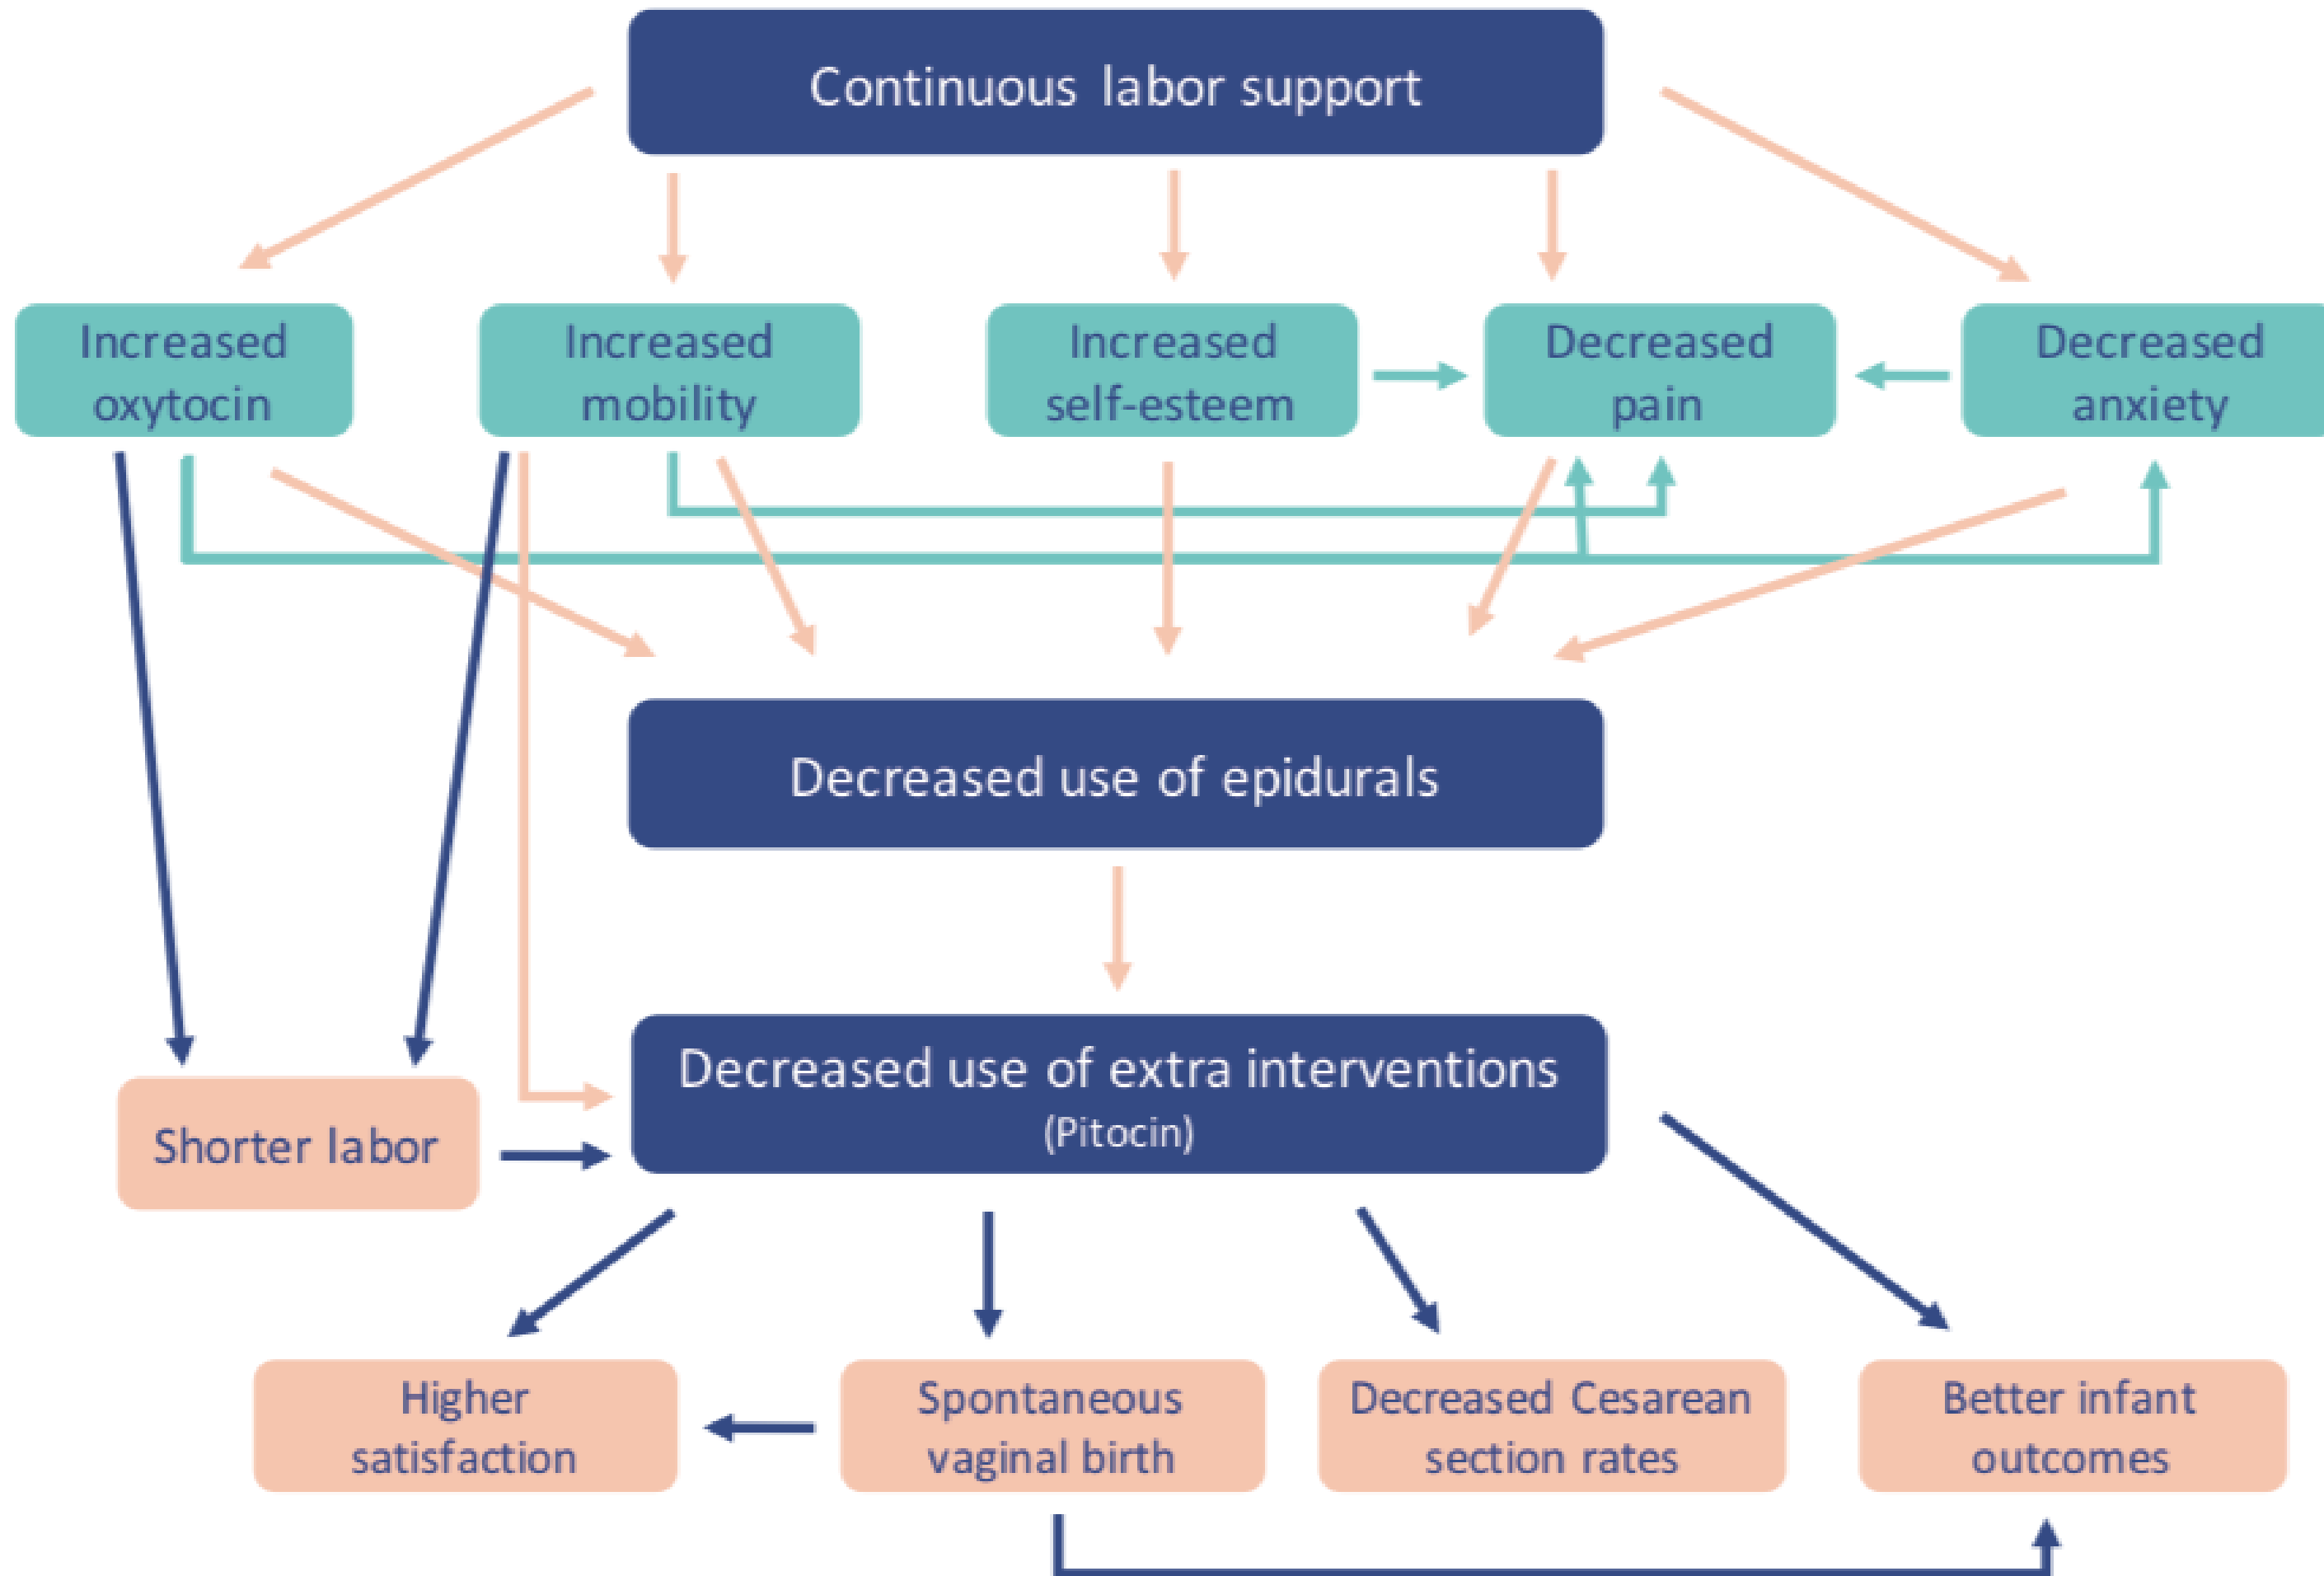 Continuous labor support
Increased
oxytocin
Increased
mobility
Increased
self-esteem
Decreased
pain
Decreased
anxiety
Decreased use of epidurals
Decreased use of extra interventions
(Pitocin)
Shorter labor
Higher
satisfaction
Spontaneous
vaginal birth
Decreased Cesarean
section rates
Better infant
outcomes